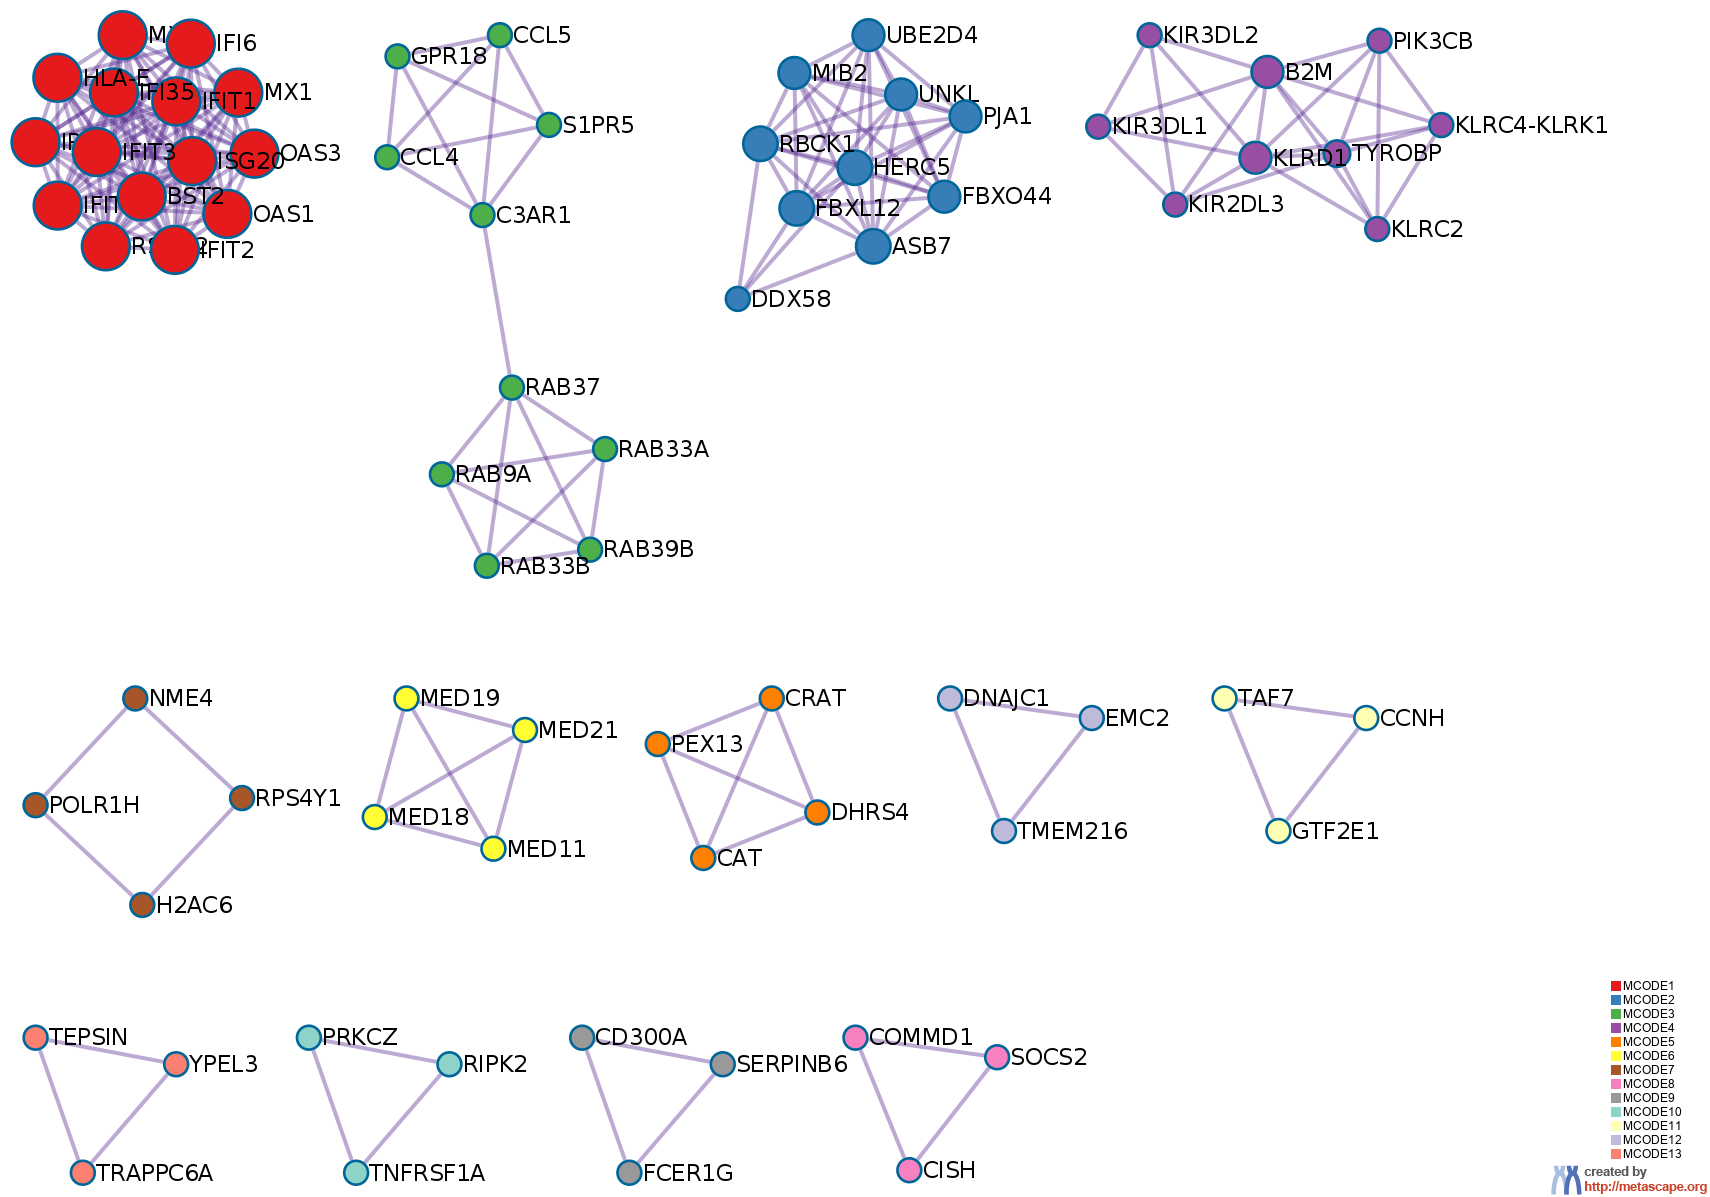 IFI6
HLA-E
IFI35
IFIT1
MX1
IFIT3
ISG20
OAS3
BST2
OAS1
IFIT2
CCL5
GPR18
S1PR5
CCL4
C3AR1
RAB37
RAB33A
RAB9A
RAB39B
RAB33B
UBE2D4
MIB2
UNKL
PJA1
RBCK1
HERC5
FBXL12
FBXO44
ASB7
DDX58
KIR3DL2
PIK3CB
B2M
KIR3DL1
KLRC4-KLRK1
KLRD1
TYROBP
KIR2DL3
KLRC2
NME4
POLR1H
RPS4Y1
H2AC6
MED19
MED21
MED18
MED11
CRAT
PEX13
DHRS4
CAT
DNAJC1
EMC2
TMEM216
TAF7
CCNH
GTF2E1
TEPSIN
YPEL3
TRAPPC6A
PRKCZ
RIPK2
TNFRSF1A
CD300A
SERPINB6
FCER1G
COMMD1
SOCS2
CISH
MCODE1
MCODE2
MCODE3
MCODE4
MCODE5
MCODE6
MCODE7
MCODE8
MCODE9
MCODE10
MCODE11
MCODE12
MCODE13
created by
http://metascape.org